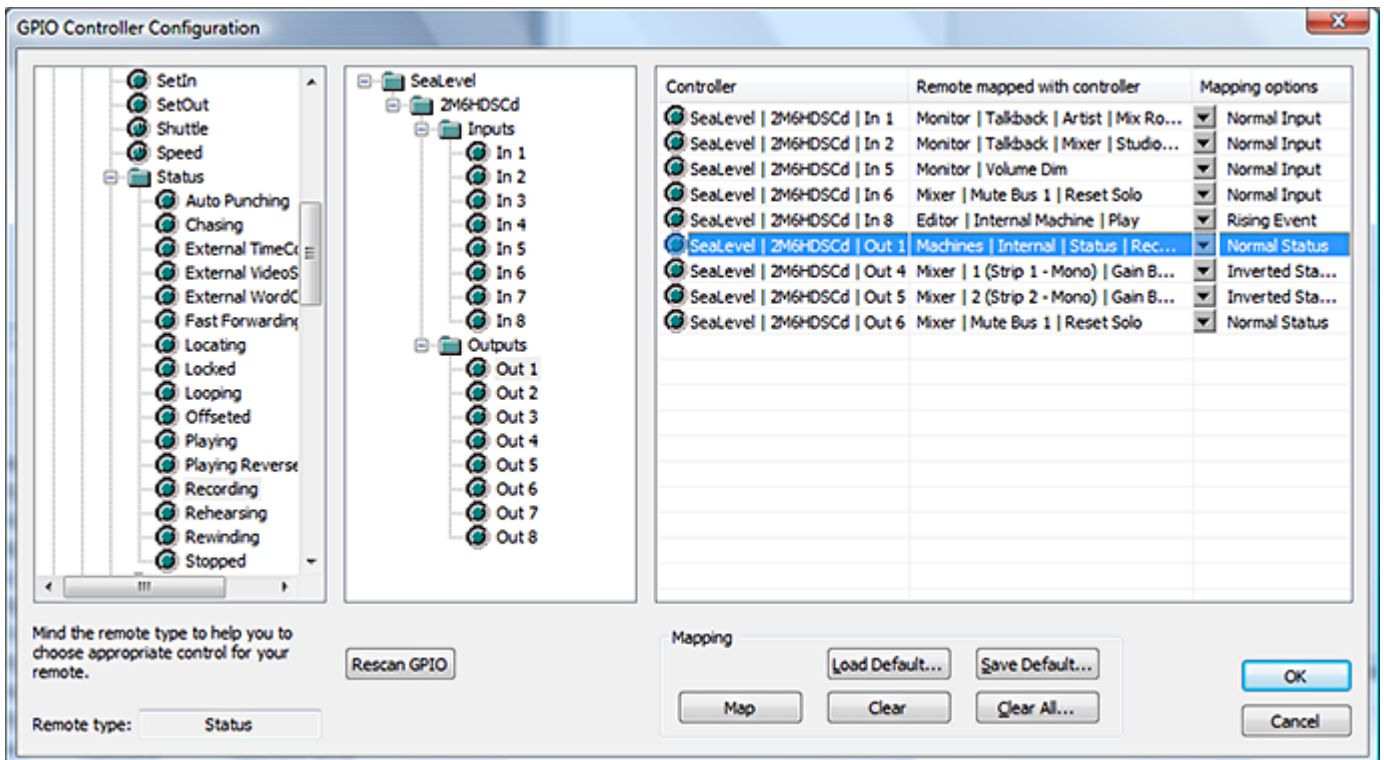 GPIO Controller Configuration
SetIn
SetOut
Shuttle
Speed
Status
Auto Punching
Chasing
External TimeCo
External VideoS
External WordC
Fast Forwarding
Locating
Locked
Looping
Offseted
Playing
Playing Reverse
Recording
Rehearsing
Rewinding
Stopped
SeaLevel
2M6HDSCd
Inputs
In 1
In 2
In 3
In 4
In 5
In 6
In 7
In 8
Outputs
Out 1
Out 2
Out 3
Out 4
Out 5
Out 6
Out 7
Out 8
Controller Remote mapped with controller Mapping options
SeaLevel | 2M6HDSCd | In 1 Monitor | Talkback | Artist | Mix Ro... Normal Input
SeaLevel | 2M6HDSCd | In 2 Monitor | Talkback | Mixer | Studio... Normal Input
SeaLevel | 2M6HDSCd | In 5 Monitor | Volume Dim Normal Input
SeaLevel | 2M6HDSCd | In 6 Mixer | Mute Bus 1 | Reset Solo Normal Input
SeaLevel | 2M6HDSCd | In 8 Editor | Internal Machine | Play Rising Event
SeaLevel | 2M6HDSCd | Out 1 Machines | Internal | Status | Rec... Normal Status
SeaLevel | 2M6HDSCd | Out 4 Mixer | 1 (Strip 1 - Mono) | Gain B... Inverted Sta...
SeaLevel | 2M6HDSCd | Out 5 Mixer | 2 (Strip 2 - Mono) | Gain B... Inverted Sta...
SeaLevel | 2M6HDSCd | Out 6 Mixer | Mute Bus 1 | Reset Solo Normal Status
Mind the remote type to help you to
choose appropriate control for your
remote.
Remote type: Status
Rescan GPIO
Mapping
Load Default... Save Default...
Map Clear Clear All...
OK
Cancel